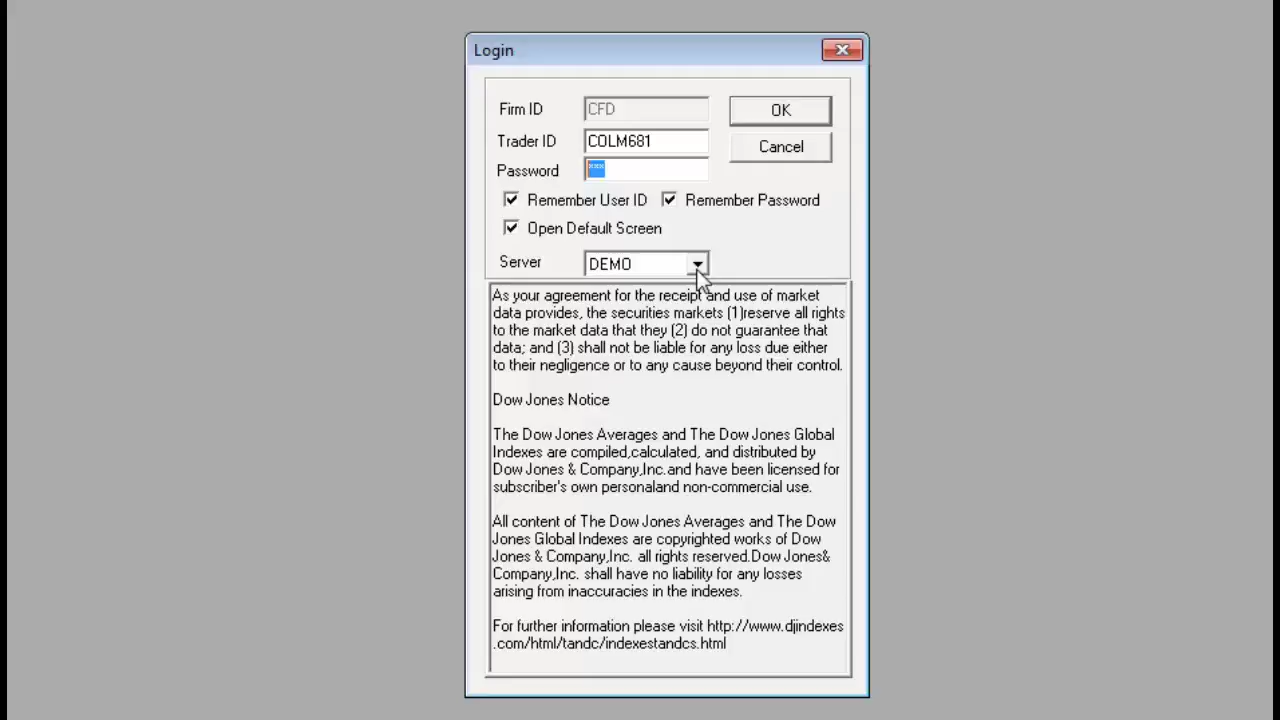 Login
Firm ID CFD OK
Trader ID COLM681
Cancel
Password ***
Remember User ID Remember Password
Open Default Screen
Server DEMO
As your agreement for the receipt and use of market
data provides, the securities markets (1)reserve all rights
to the market data that they (2) do not guarantee that
data; and (3) shall not be liable for any loss due either
to their negligence or to any cause beyond their control.
Dow Jones Notice
The Dow Jones Averages and The Dow Jones Global
Indexes are compiled,calculated, and distributed by
Dow Jones & Company,Inc.and have been licensed for
subscriber's own personaland non-commercial use.
All content of The Dow Jones Averages and The Dow
Jones Global Indexes are copyrighted works of Dow
Jones & Company,Inc. all rights reserved.Dow Jones&
Company,Inc. shall have no liability for any losses
arising from inaccuracies in the indexes.
For further information please visit http://www.djindexes
.com/html/tandc/indexestandcs.html